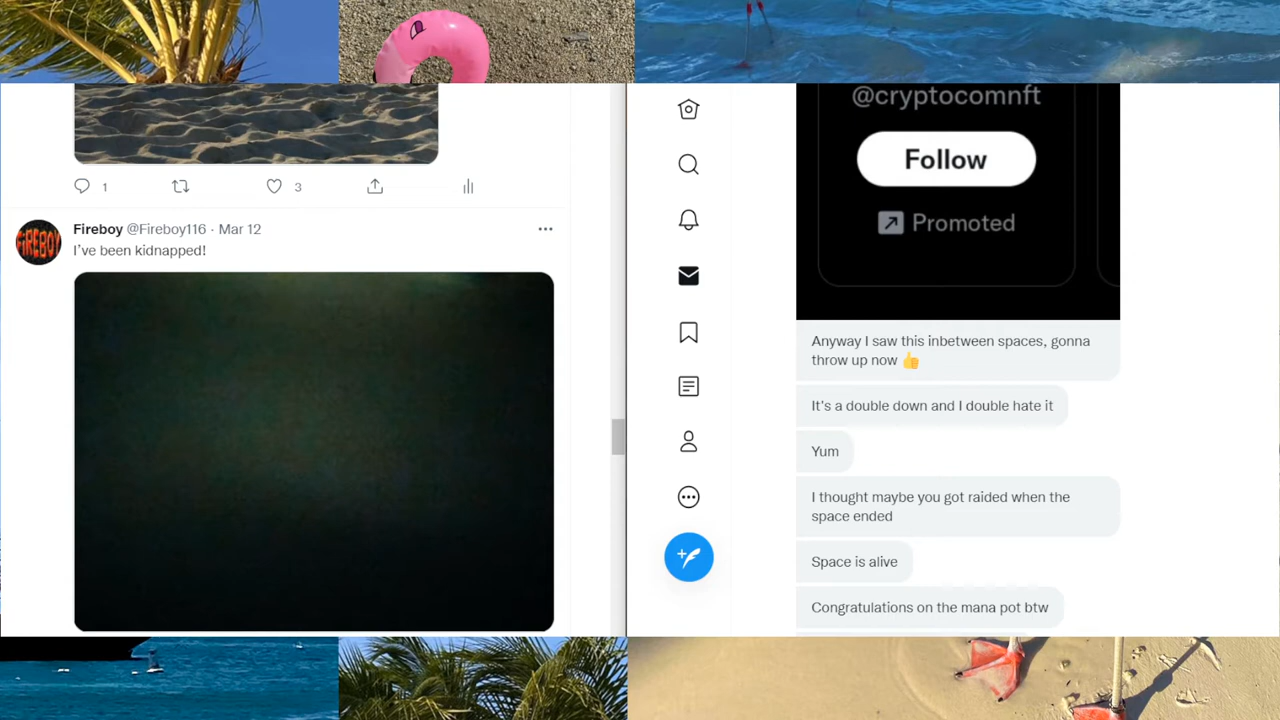 1
3
FIREBOY
Fireboy @Fireboy116 · Mar 12
I've been kidnapped!
@cryptocomnft
Follow
Promoted
Anyway I saw this inbetween spaces, gonna
throw up now 👍
It's a double down and I double hate it
Yum
I thought maybe you got raided when the
space ended
Space is alive
Congratulations on the mana pot btw